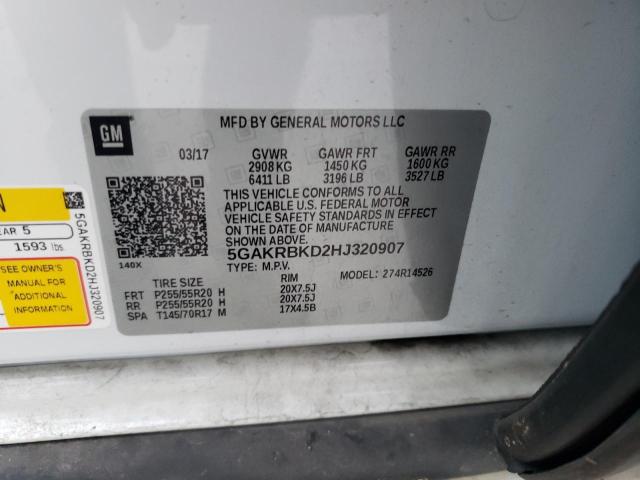 GM
MFD BY GENERAL MOTORS LLC
03/17 GVWR GAWR FRT GAWR RR
2908 KG 1450 KG 1600 KG
6411 LB 3196 LB 3527 LB
THIS VEHICLE CONFORMS TO ALL
APPLICABLE U.S. FEDERAL MOTOR
VEHICLE SAFETY STANDARDS IN EFFECT
ON THE DATE OF MANUFACTURE
SHOWN ABOVE.
5GAKRBKD2HJ320907
140X
TYPE: M.P.V. MODEL: 274R14526
TIRE SIZE RIM
FRT P255/55R20 H 20X7.5J
RR P255/55R20 H 20X7.5J
SPA T145/70R17 M 17X4.5B
N
EAR 5
1593 lbs.
SEE OWNER'S
MANUAL FOR
ADDITIONAL
INFORMATION
5GAKRBKD2HJ320907